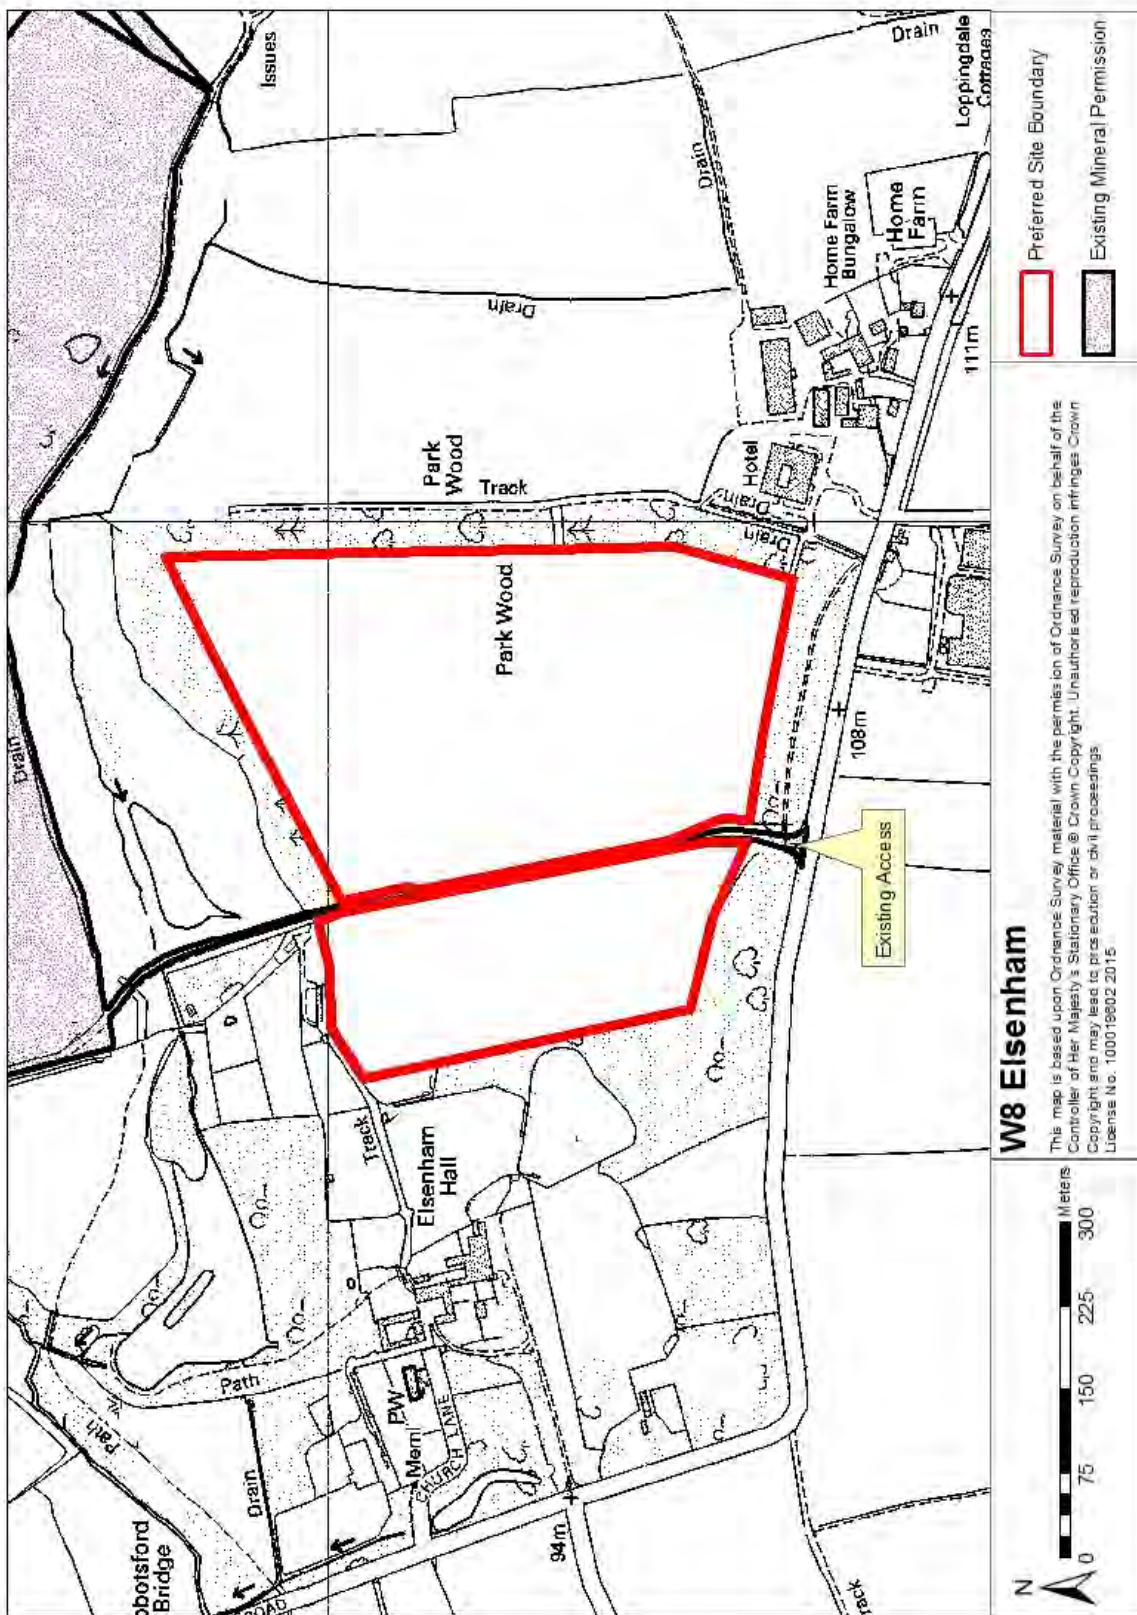 Issues
Drain
Loppingdale
Cottages
Drain
Drain
Home Farm
Bungalow
Home
Farm
111m
Park
Wood
Track
Hotel
Drain
Drain
Park Wood
108m
Drain
Existing Access
Track
Elsenham
Hall
Path
Path
Drain
PW
Meml
CHURCH LANE
94m
Bridge
ROAD
W8 Elsenham
This map is based upon Ordnance Survey material with the permission of Ordnance Survey on behalf of the
Controller of Her Majesty's Stationary Office © Crown Copyright. Unauthorised reproduction infringes Crown
Copyright and may lead to prosecution or civil proceedings
License No. 100019602 2015
Preferred Site Boundary
Existing Mineral Permission
N
0 75 150 225 300
Meters